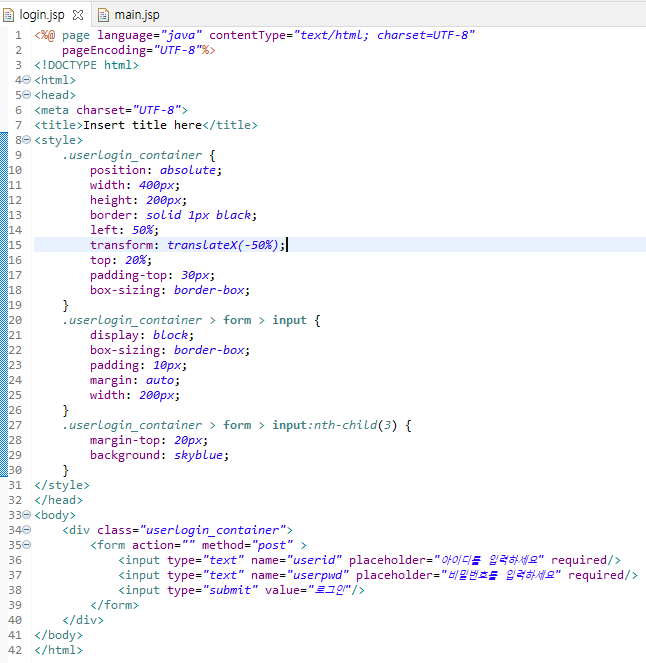 login.jsp main.jsp
1 <%@ page language="java" contentType="text/html; charset=UTF-8"
2     pageEncoding="UTF-8"%>
3 <!DOCTYPE html>
4 <html>
5 <head>
6 <meta charset="UTF-8">
7 <title>Insert title here</title>
8 <style>
9     .userlogin_container {
10         position: absolute;
11         width: 400px;
12         height: 200px;
13         border: solid 1px black;
14         left: 50%;
15         transform: translateX(-50%);
16         top: 20%;
17         padding-top: 30px;
18         box-sizing: border-box;
19     }
20     .userlogin_container > form > input {
21         display: block;
22         box-sizing: border-box;
23         padding: 10px;
24         margin: auto;
25         width: 200px;
26     }
27     .userlogin_container > form > input:nth-child(3) {
28         margin-top: 20px;
29         background: skyblue;
30     }
31 </style>
32 </head>
33 <body>
34     <div class="userlogin_container">
35         <form action="" method="post" >
36             <input type="text" name="userid" placeholder="아이디를 입력하세요" required/>
37             <input type="text" name="userpwd" placeholder="비밀번호를 입력하세요" required/>
38             <input type="submit" value="로그인"/>
39         </form>
40     </div>
41 </body>
42 </html>